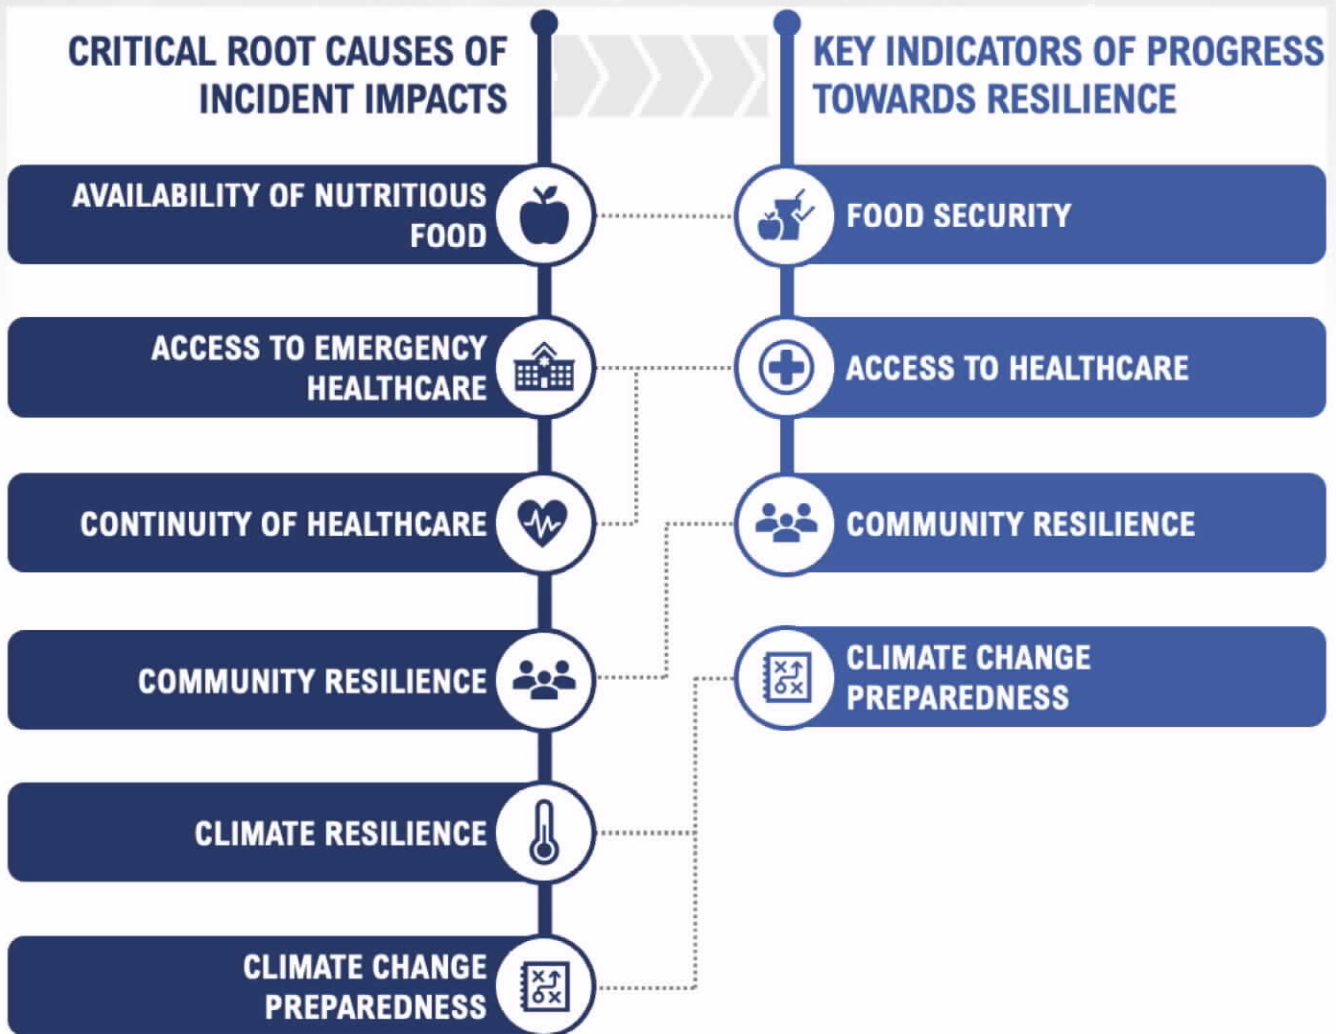 CRITICAL ROOT CAUSES OF
INCIDENT IMPACTS
KEY INDICATORS OF PROGRESS
TOWARDS RESILIENCE
AVAILABILITY OF NUTRITIOUS
FOOD
FOOD SECURITY
ACCESS TO EMERGENCY
HEALTHCARE
ACCESS TO HEALTHCARE
CONTINUITY OF HEALTHCARE
COMMUNITY RESILIENCE
COMMUNITY RESILIENCE
CLIMATE CHANGE
PREPAREDNESS
CLIMATE RESILIENCE
CLIMATE CHANGE
PREPAREDNESS